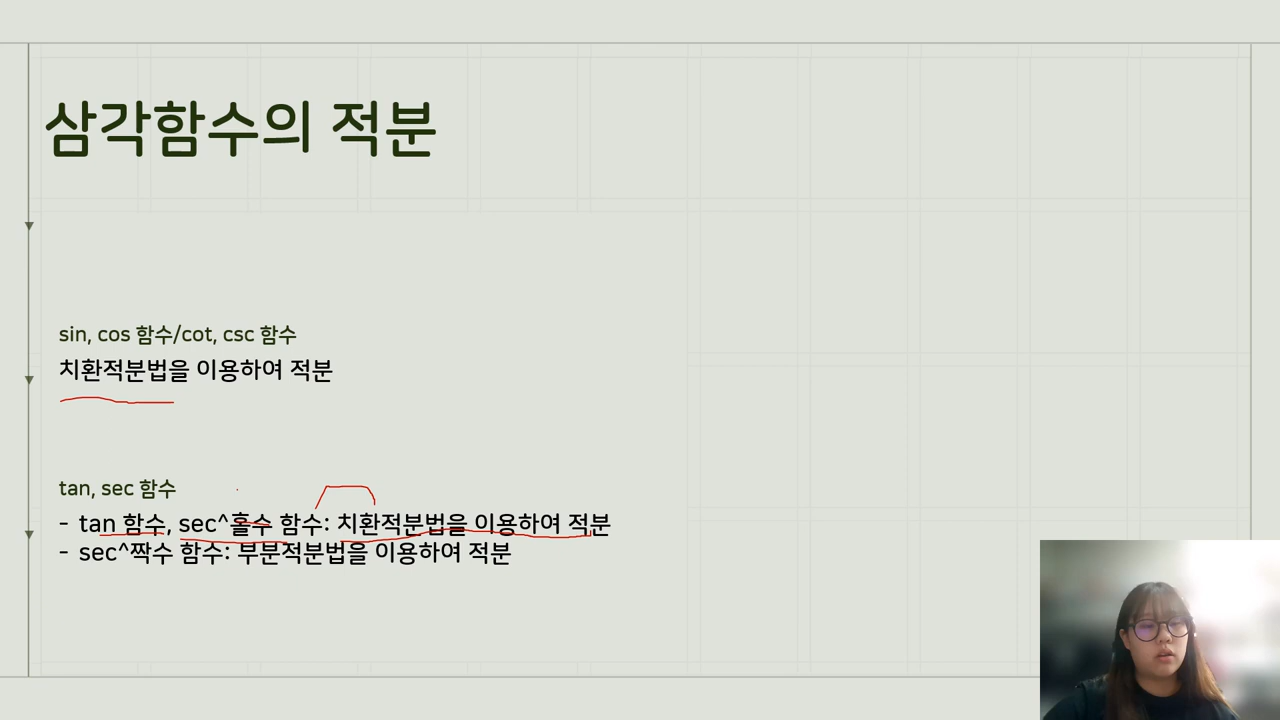 삼각함수의 적분
sin, cos 함수/cot, csc 함수
치환적분법을 이용하여 적분
tan, sec 함수
- tan 함수, sec^홀수 함수: 치환적분법을 이용하여 적분
- sec^짝수 함수: 부분적분법을 이용하여 적분